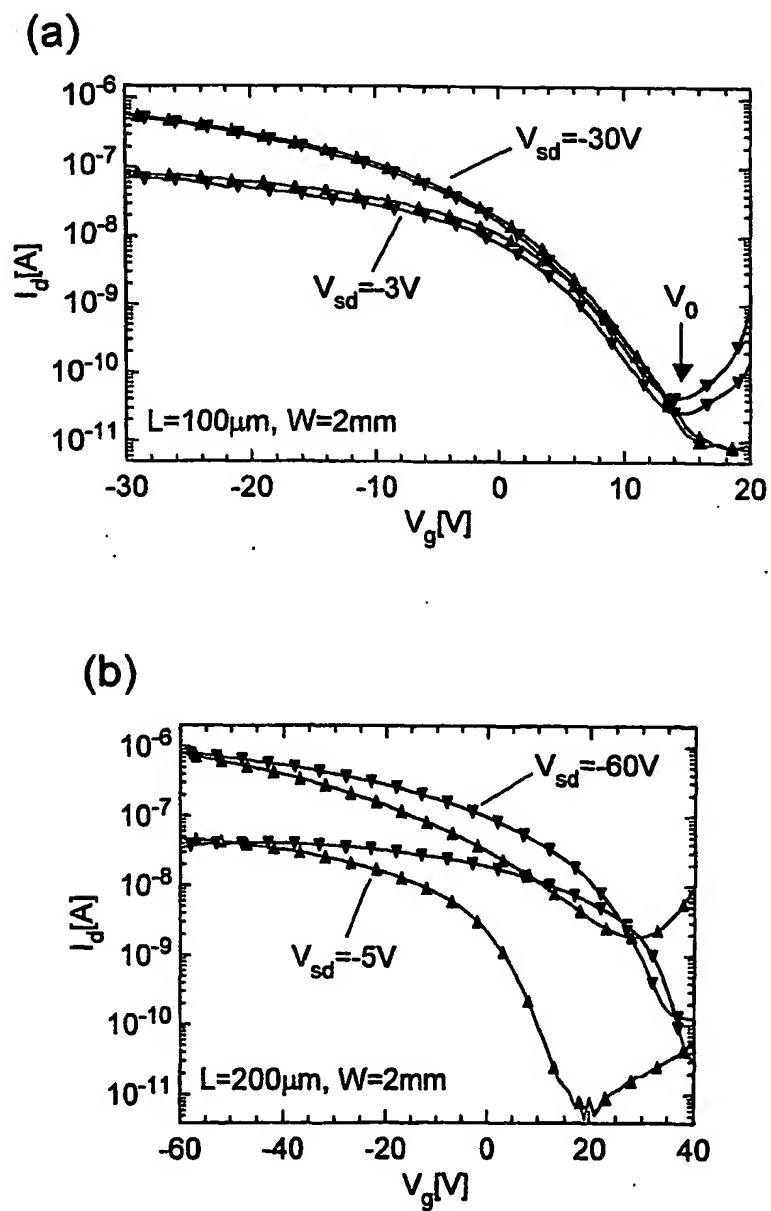 (a)
10⁻⁶
10⁻⁷
10⁻⁸
10⁻⁹
10⁻¹⁰
10⁻¹¹
I_d[A]
V_sd=-30V
V_sd=-3V
V_0
L=100μm, W=2mm
-30 -20 -10 0 10 20
V_g[V]
(b)
10⁻⁶
10⁻⁷
10⁻⁸
10⁻⁹
10⁻¹⁰
10⁻¹¹
I_d[A]
V_sd=-60V
V_sd=-5V
L=200μm, W=2mm
-60 -40 -20 0 20 40
V_g[V]